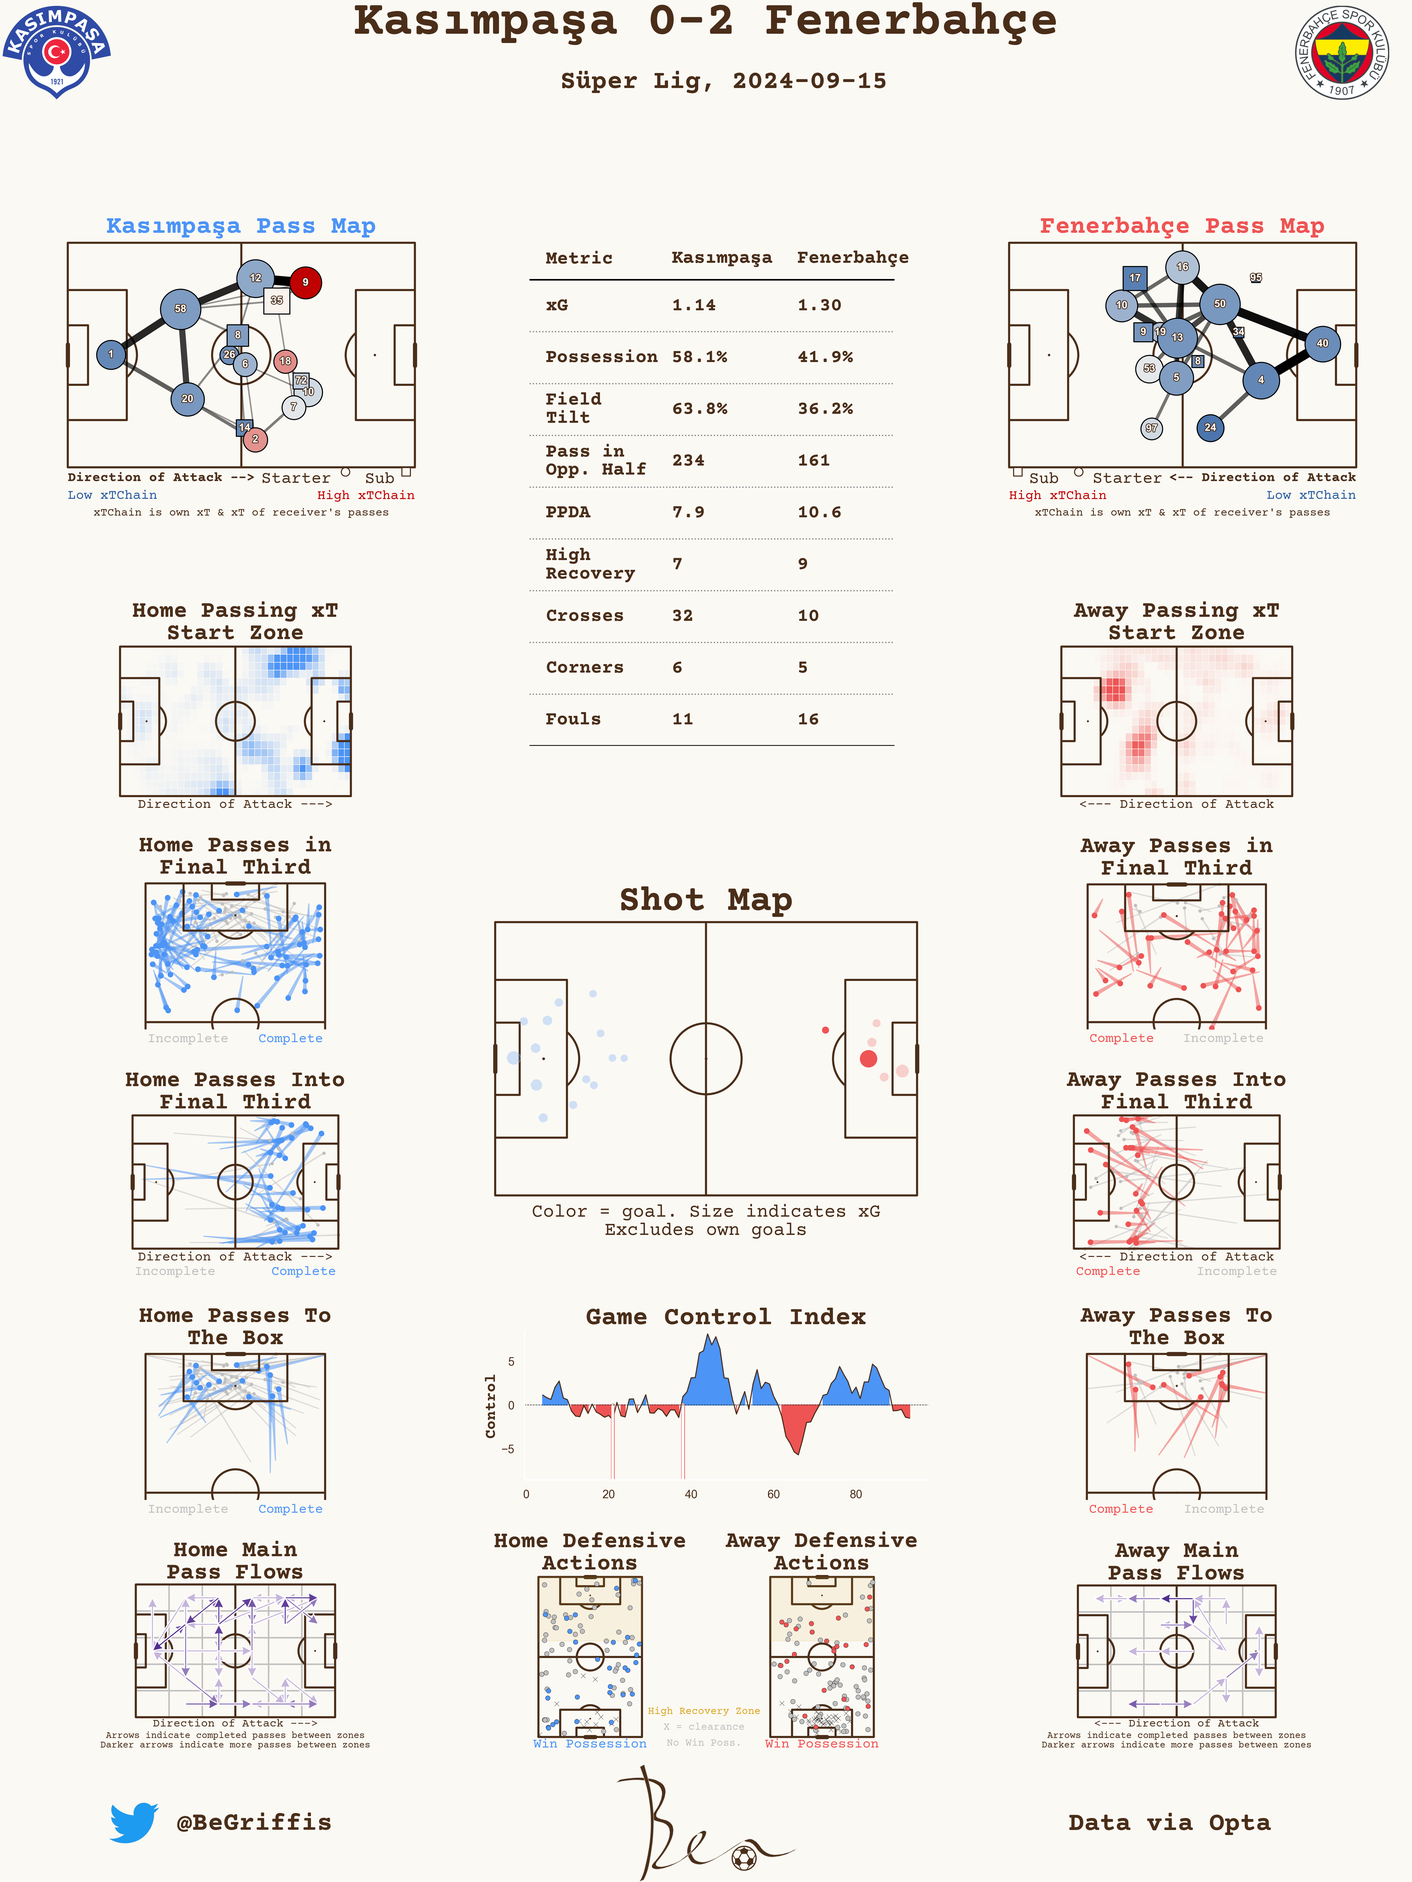 Kasımpaşa 0-2 Fenerbahçe
Süper Lig, 2024-09-15
KASIMPAŞA
SPOR KULÜBÜ
1921
FENERBAHÇE SPOR KULÜBÜ
★ 1907 ★
Kasımpaşa Pass Map
12
9
35
58
8
1
26
6
18
72
10
20
7
14
2
Direction of Attack --> Starter Sub
Low xTChain High xTChain
xTChain is own xT & xT of receiver's passes
Metric Kasımpaşa Fenerbahçe
xG 1.14 1.30
Possession 58.1% 41.9%
Field
Tilt 63.8% 36.2%
Pass in
Opp. Half 234 161
PPDA 7.9 10.6
High
Recovery 7 9
Crosses 32 10
Corners 6 5
Fouls 11 16
Fenerbahçe Pass Map
16
17
95
10
50
9
19
13
34
40
53
8
5
4
97
24
Sub Starter <-- Direction of Attack
High xTChain Low xTChain
xTChain is own xT & xT of receiver's passes
Home Passing xT
Start Zone
Direction of Attack --->
Away Passing xT
Start Zone
<--- Direction of Attack
Home Passes in
Final Third
Incomplete Complete
Away Passes in
Final Third
Complete Incomplete
Shot Map
Color = goal. Size indicates xG
Excludes own goals
Home Passes Into
Final Third
Direction of Attack --->
Incomplete Complete
Away Passes Into
Final Third
<--- Direction of Attack
Complete Incomplete
Home Passes To
The Box
Incomplete Complete
Game Control Index
Control
5
0
−5
0 20 40 60 80
Away Passes To
The Box
Complete Incomplete
Home Main
Pass Flows
Direction of Attack --->
Arrows indicate completed passes between zones
Darker arrows indicate more passes between zones
Home Defensive
Actions
Win Possession
High Recovery Zone
X = clearance
No Win Poss.
Away Defensive
Actions
Win Possession
Away Main
Pass Flows
<--- Direction of Attack
Arrows indicate completed passes between zones
Darker arrows indicate more passes between zones
@BeGriffis
Ben
Data via Opta